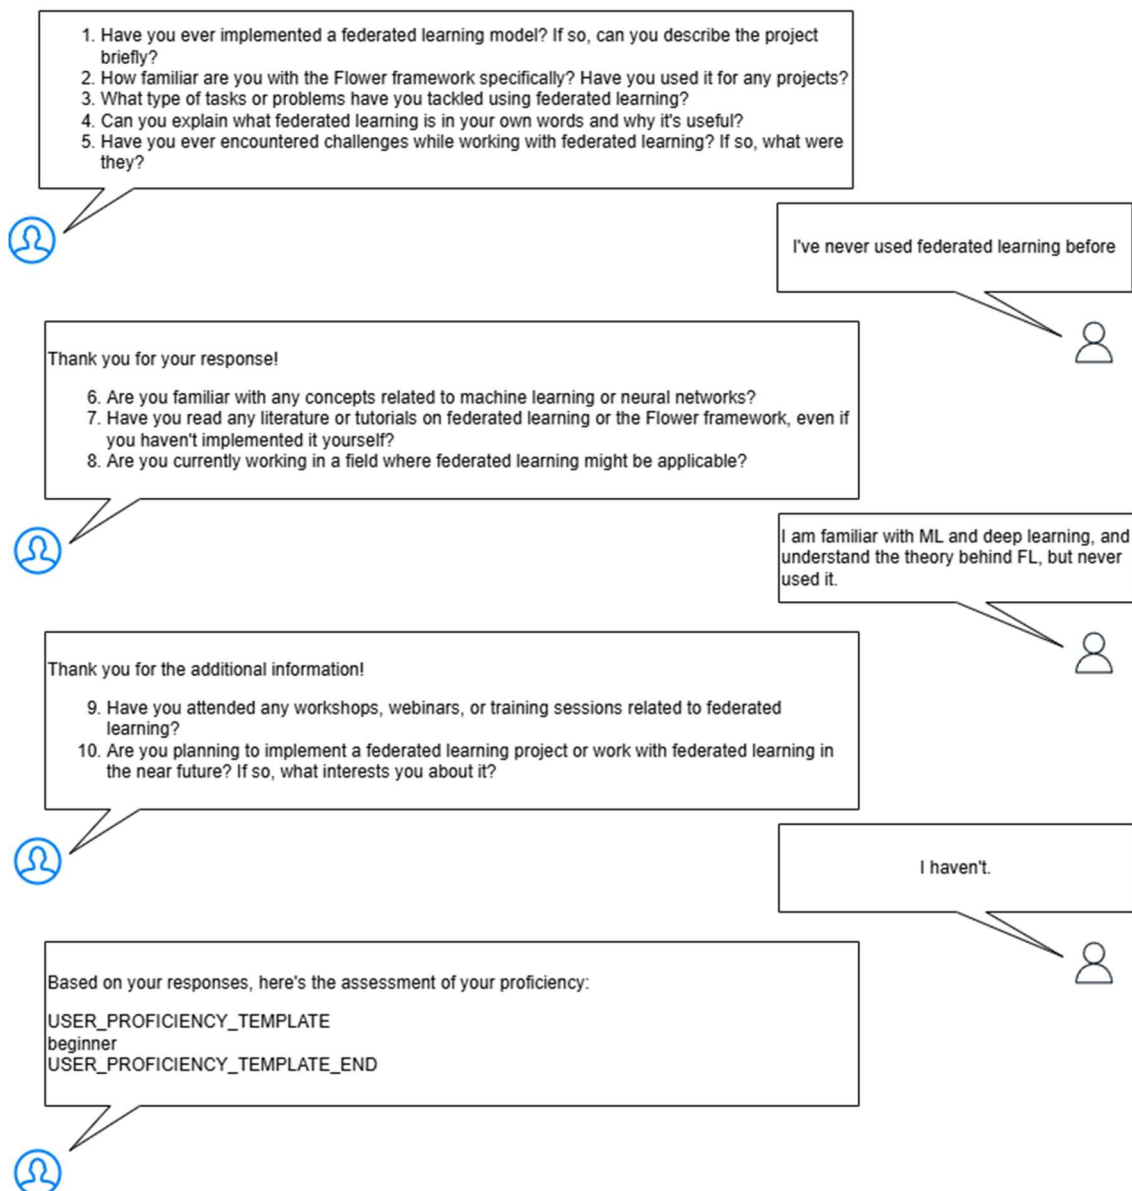 1. Have you ever implemented a federated learning model? If so, can you describe the project
briefly?
2. How familiar are you with the Flower framework specifically? Have you used it for any projects?
3. What type of tasks or problems have you tackled using federated learning?
4. Can you explain what federated learning is in your own words and why it's useful?
5. Have you ever encountered challenges while working with federated learning? If so, what were
they?
I've never used federated learning before
Thank you for your response!
6. Are you familiar with any concepts related to machine learning or neural networks?
7. Have you read any literature or tutorials on federated learning or the Flower framework, even if
you haven't implemented it yourself?
8. Are you currently working in a field where federated learning might be applicable?
I am familiar with ML and deep learning, and
understand the theory behind FL, but never
used it.
Thank you for the additional information!
9. Have you attended any workshops, webinars, or training sessions related to federated
learning?
10. Are you planning to implement a federated learning project or work with federated learning in
the near future? If so, what interests you about it?
I haven't.
Based on your responses, here's the assessment of your proficiency:
USER_PROFICIENCY_TEMPLATE
beginner
USER_PROFICIENCY_TEMPLATE_END